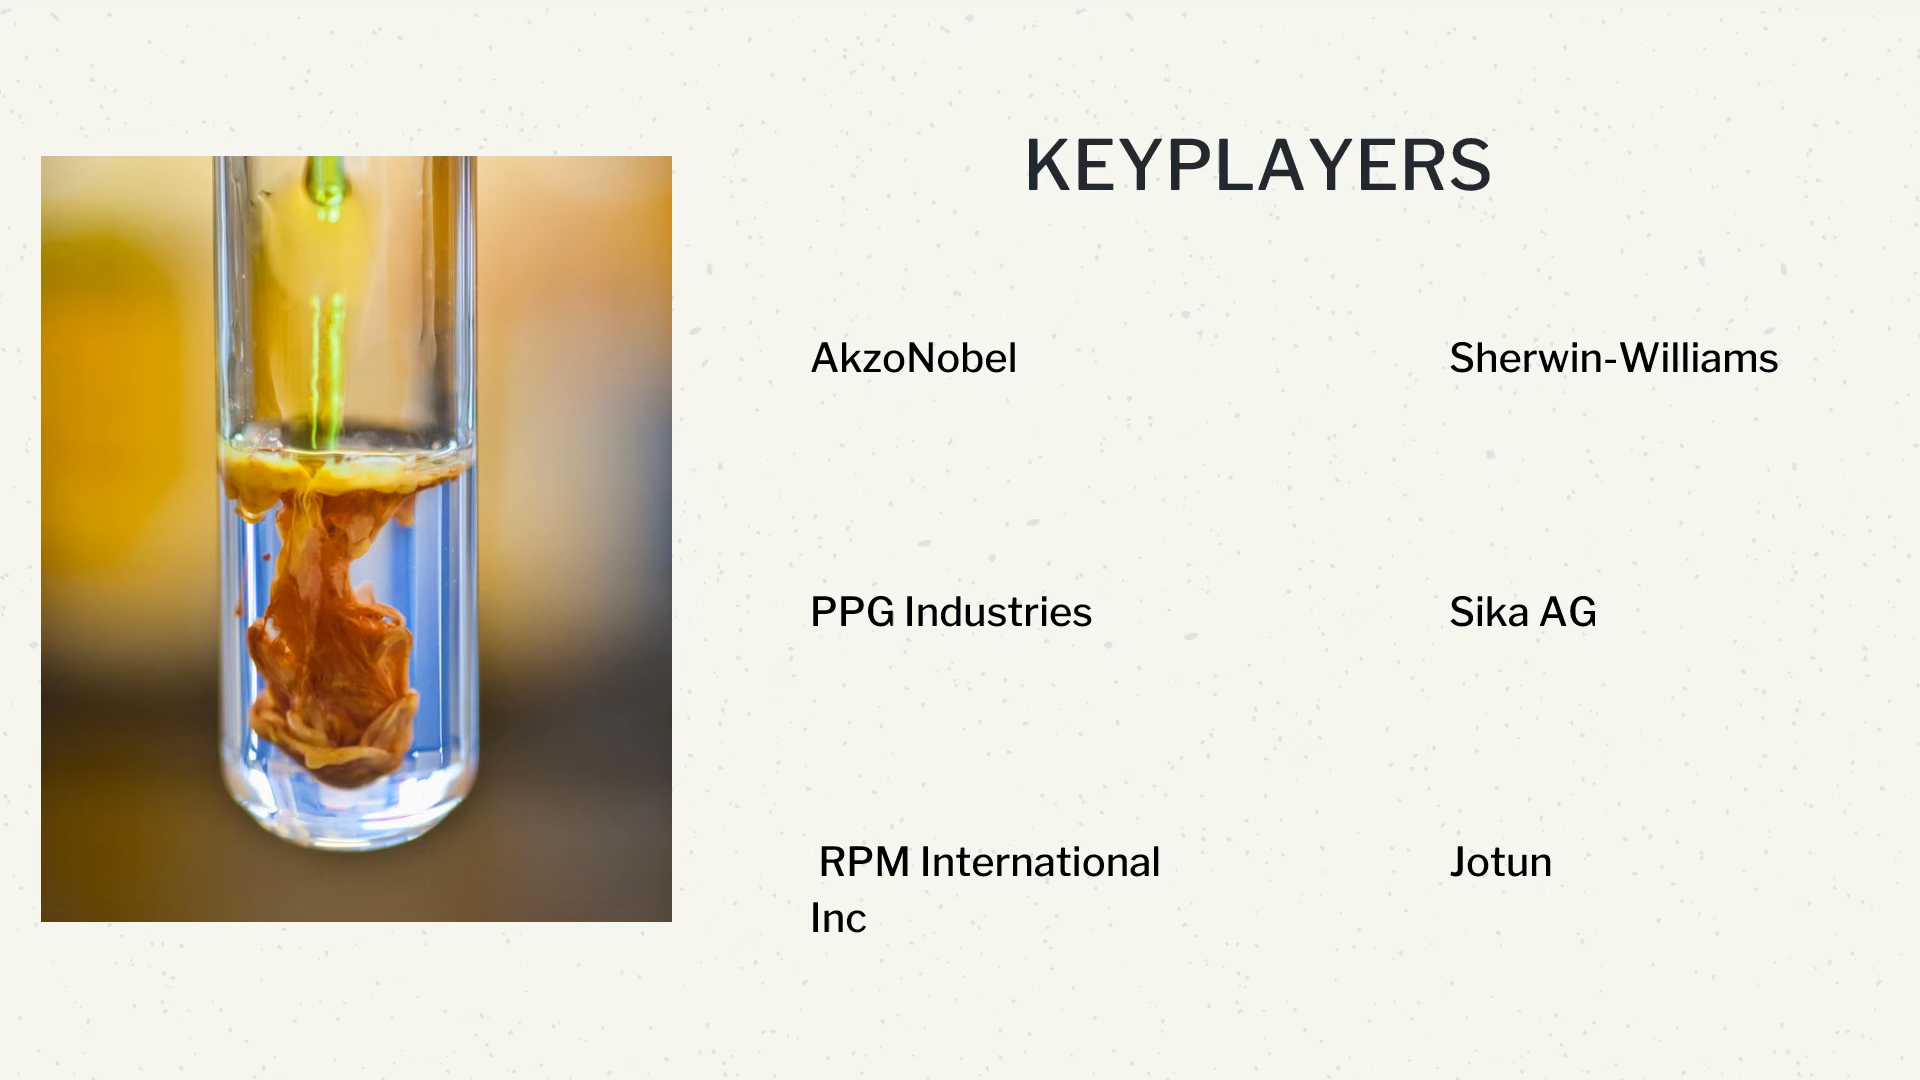 KEYPLAYERS
AkzoNobel
Sherwin-Williams
PPG Industries
Sika AG
RPM International
Inc
Jotun